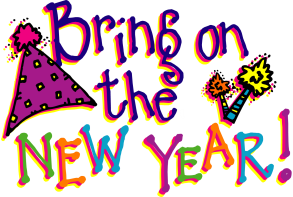 Bring on
the
NEW YEAR!